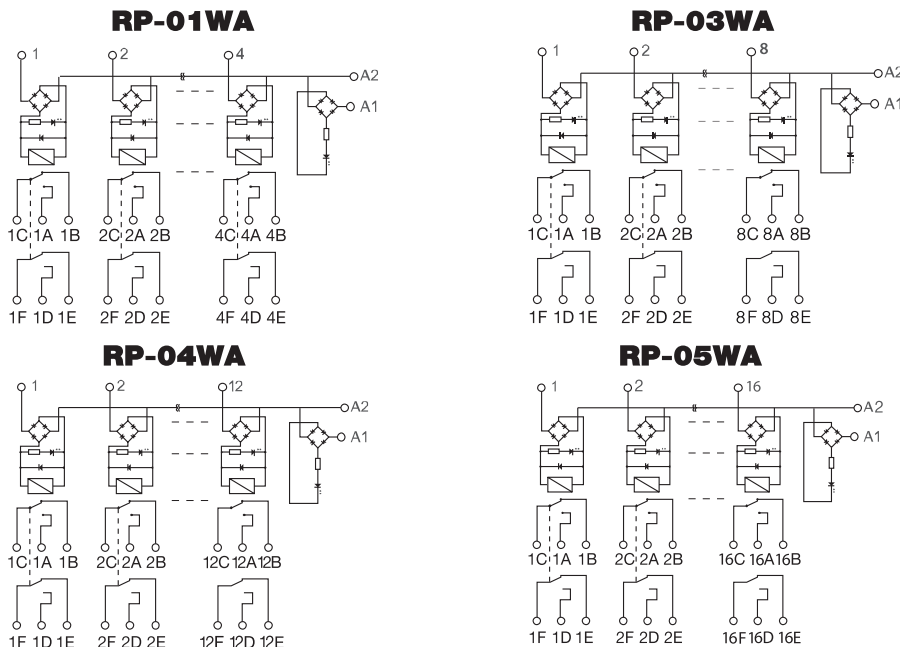 RP-01WA
1 2 4
A2
A1
1C 1A 1B 2C 2A 2B 4C 4A 4B
1F 1D 1E 2F 2D 2E 4F 4D 4E
RP-03WA
1 2 8
A2
A1
1C 1A 1B 2C 2A 2B 8C 8A 8B
1F 1D 1E 2F 2D 2E 8F 8D 8E
RP-04WA
1 2 12
A2
A1
1C 1A 1B 2C 2A 2B 12C 12A 12B
1F 1D 1E 2F 2D 2E 12F 12D 12E
RP-05WA
1 2 16
A2
A1
1C 1A 1B 2C 2A 2B 16C 16A 16B
1F 1D 1E 2F 2D 2E 16F 16D 16E